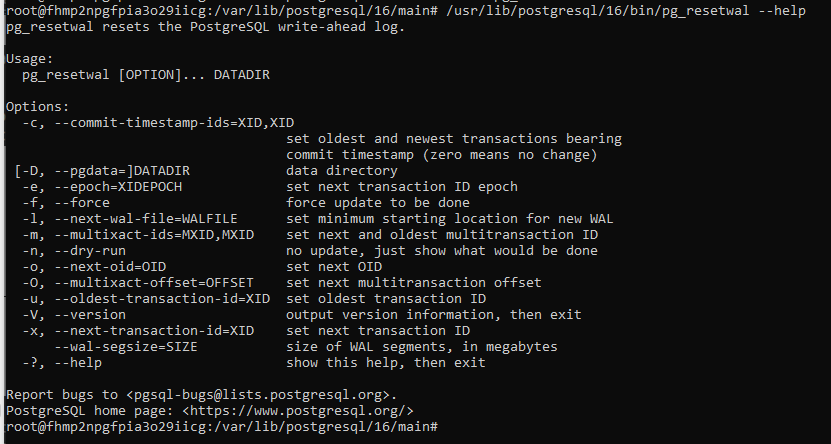 root@fhmp2npgfpia3o29iicg:/var/lib/postgresql/16/main# /usr/lib/postgresql/16/bin/pg_resetwal --help
pg_resetwal resets the PostgreSQL write-ahead log.

Usage:
  pg_resetwal [OPTION]... DATADIR

Options:
  -c, --commit-timestamp-ids=XID,XID
                                   set oldest and newest transactions bearing
                                   commit timestamp (zero means no change)
 [-D, --pgdata=]DATADIR            data directory
  -e, --epoch=XIDEPOCH             set next transaction ID epoch
  -f, --force                      force update to be done
  -l, --next-wal-file=WALFILE      set minimum starting location for new WAL
  -m, --multixact-ids=MXID,MXID    set next and oldest multitransaction ID
  -n, --dry-run                    no update, just show what would be done
  -o, --next-oid=OID               set next OID
  -O, --multixact-offset=OFFSET    set next multitransaction offset
  -u, --oldest-transaction-id=XID  set oldest transaction ID
  -V, --version                    output version information, then exit
  -x, --next-transaction-id=XID    set next transaction ID
      --wal-segsize=SIZE           size of WAL segments, in megabytes
  -?, --help                       show this help, then exit

Report bugs to <pgsql-bugs@lists.postgresql.org>.
PostgreSQL home page: <https://www.postgresql.org/>
root@fhmp2npgfpia3o29iicg:/var/lib/postgresql/16/main#